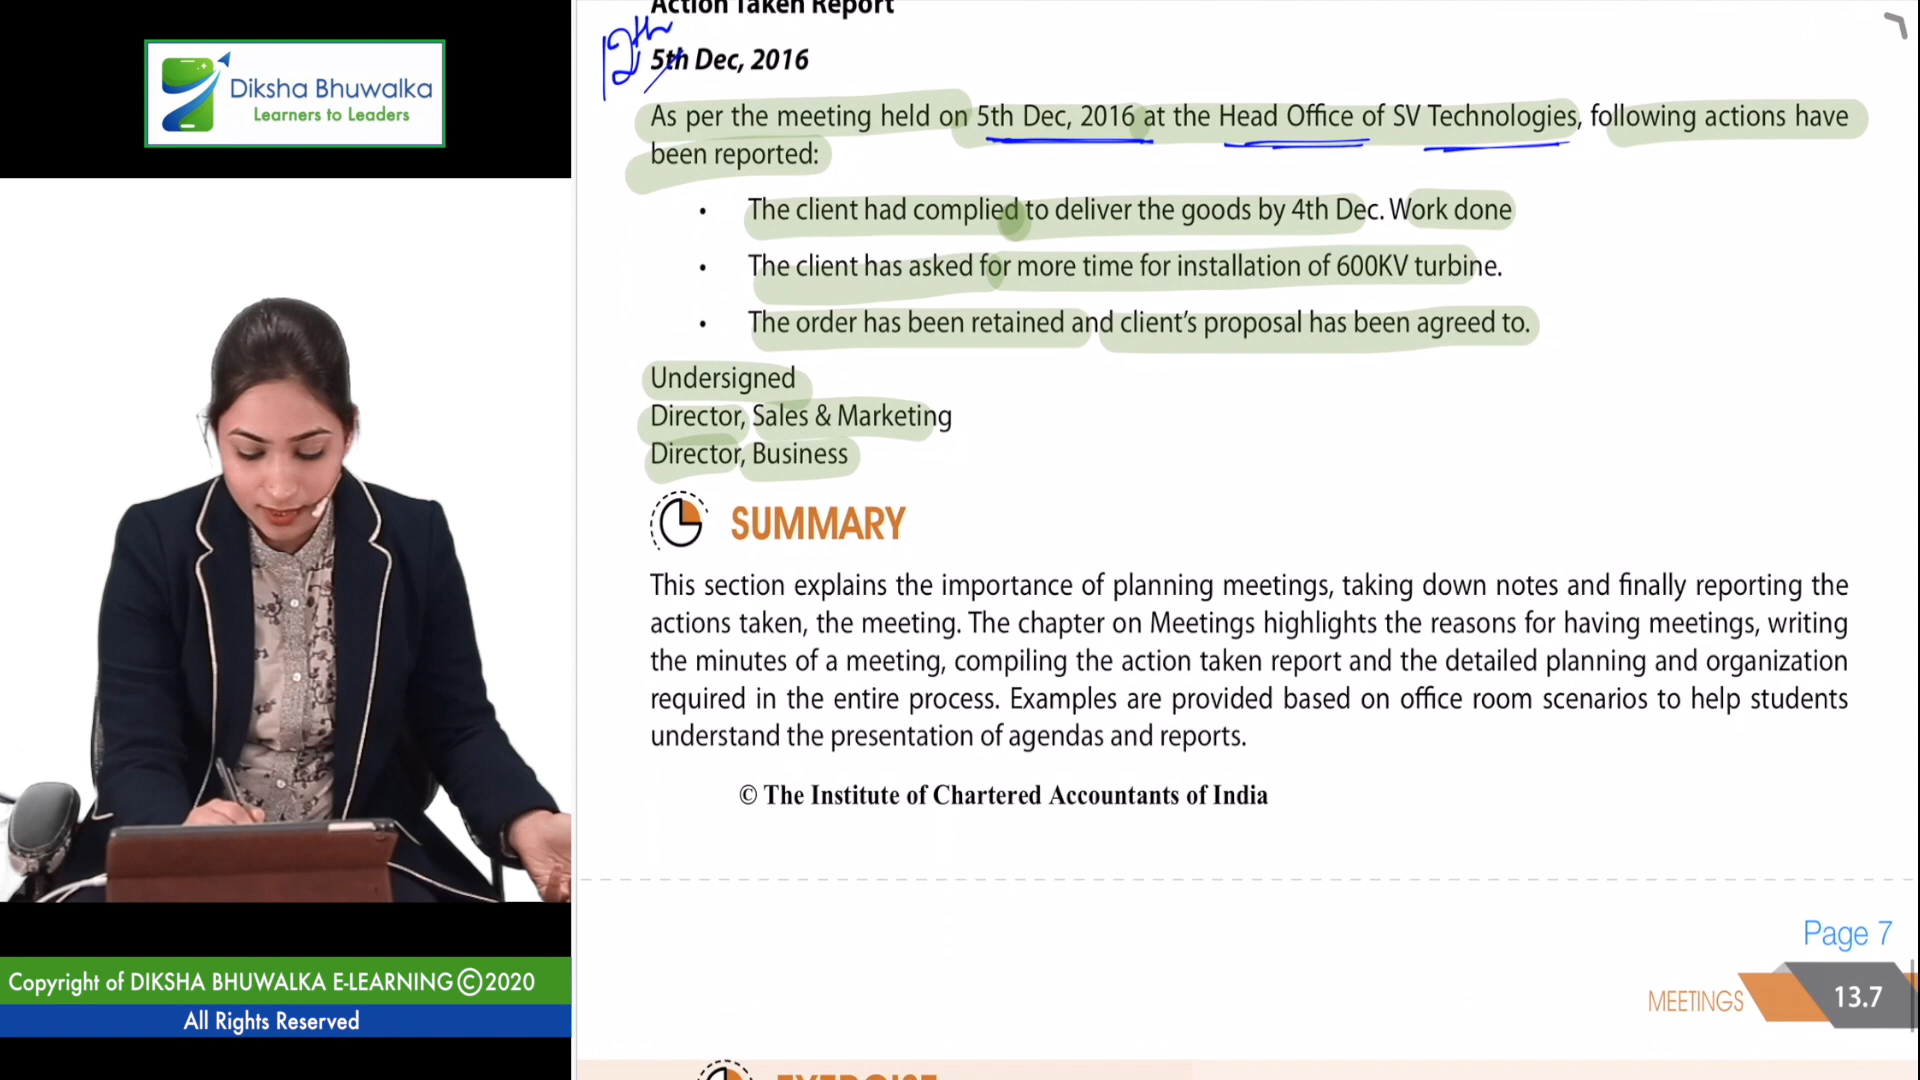 Diksha Bhuwalka
Learners to Leaders
Action Taken Report
12th
5th Dec, 2016
As per the meeting held on 5th Dec, 2016 at the Head Office of SV Technologies, following actions have
been reported:
• The client had complied to deliver the goods by 4th Dec. Work done
• The client has asked for more time for installation of 600KV turbine.
• The order has been retained and client's proposal has been agreed to.
Undersigned
Director, Sales & Marketing
Director, Business
SUMMARY
This section explains the importance of planning meetings, taking down notes and finally reporting the
actions taken, the meeting. The chapter on Meetings highlights the reasons for having meetings, writing
the minutes of a meeting, compiling the action taken report and the detailed planning and organization
required in the entire process. Examples are provided based on office room scenarios to help students
understand the presentation of agendas and reports.
© The Institute of Chartered Accountants of India
Page 7
MEETINGS 13.7
EXERCISE
Copyright of DIKSHA BHUWALKA E-LEARNING©2020
All Rights Reserved